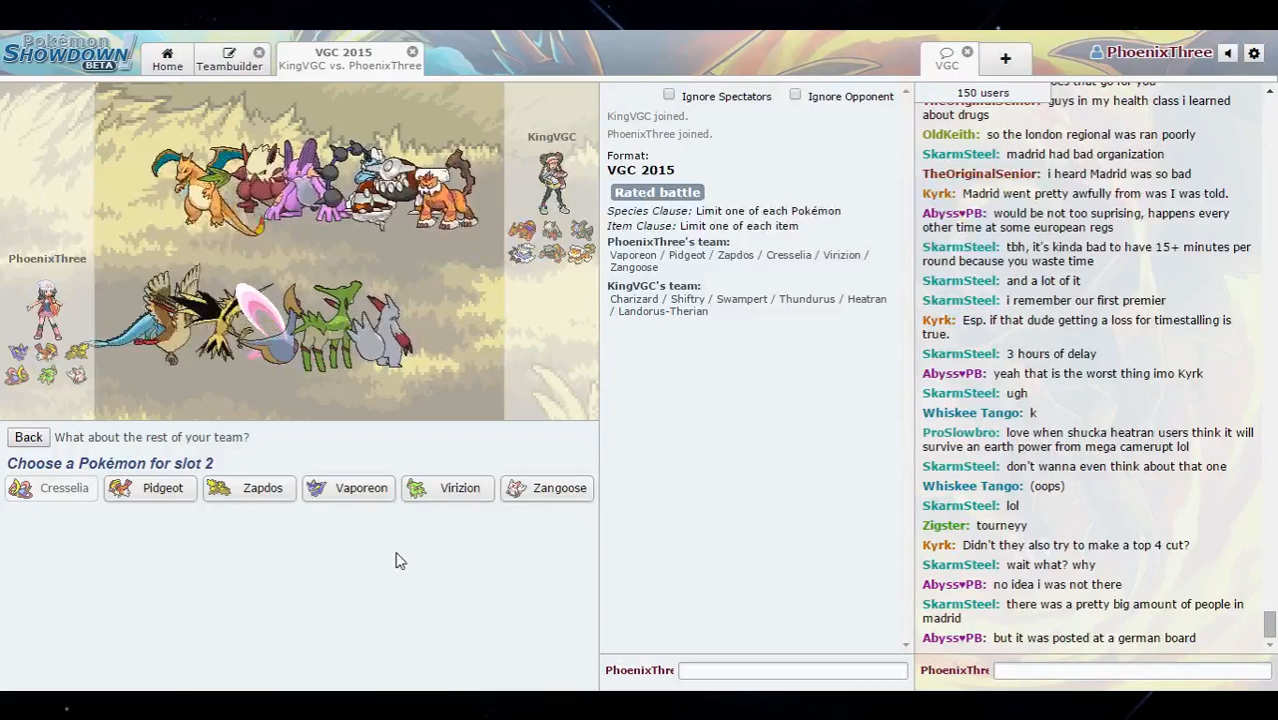 Pokémon
SHOWDOWN
BETA
Home
Teambuilder
VGC 2015
KingVGC vs. PhoenixThree
VGC
+
PhoenixThree
KingVGC
PhoenixThree
Back What about the rest of your team?
Choose a Pokémon for slot 2
Cresselia Pidgeot Zapdos Vaporeon Virizion Zangoose
Ignore Spectators Ignore Opponent
KingVGC joined.
PhoenixThree joined.
Format:
VGC 2015
Rated battle
Species Clause: Limit one of each Pokémon
Item Clause: Limit one of each item
PhoenixThree's team:
Vaporeon / Pidgeot / Zapdos / Cresselia / Virizion /
Zangoose
KingVGC's team:
Charizard / Shiftry / Swampert / Thundurus / Heatran
/ Landorus-Therian
PhoenixThre
150 users
that go for you
TheOriginalSenior: guys in my health class i learned
about drugs
OldKeith: so the london regional was ran poorly
SkarmSteel: madrid had bad organization
TheOriginalSenior: i heard Madrid was so bad
Kyrk: Madrid went pretty awfully from was I was told.
Abyss♥PB: would be not too suprising, happens every
other time at some european regs
SkarmSteel: tbh, it's kinda bad to have 15+ minutes per
round because you waste time
SkarmSteel: and a lot of it
SkarmSteel: i remember our first premier
Kyrk: Esp. if that dude getting a loss for timestalling is
true.
SkarmSteel: 3 hours of delay
Abyss♥PB: yeah that is the worst thing imo Kyrk
SkarmSteel: ugh
Whiskee Tango: k
ProSlowbro: love when shucka heatran users think it will
survive an earth power from mega camerupt lol
SkarmSteel: don't wanna even think about that one
Whiskee Tango: (oops)
SkarmSteel: lol
Zigster: tourneyy
Kyrk: Didn't they also try to make a top 4 cut?
SkarmSteel: wait what? why
Abyss♥PB: no idea i was not there
SkarmSteel: there was a pretty big amount of people in
madrid
Abyss♥PB: but it was posted at a german board
PhoenixThre